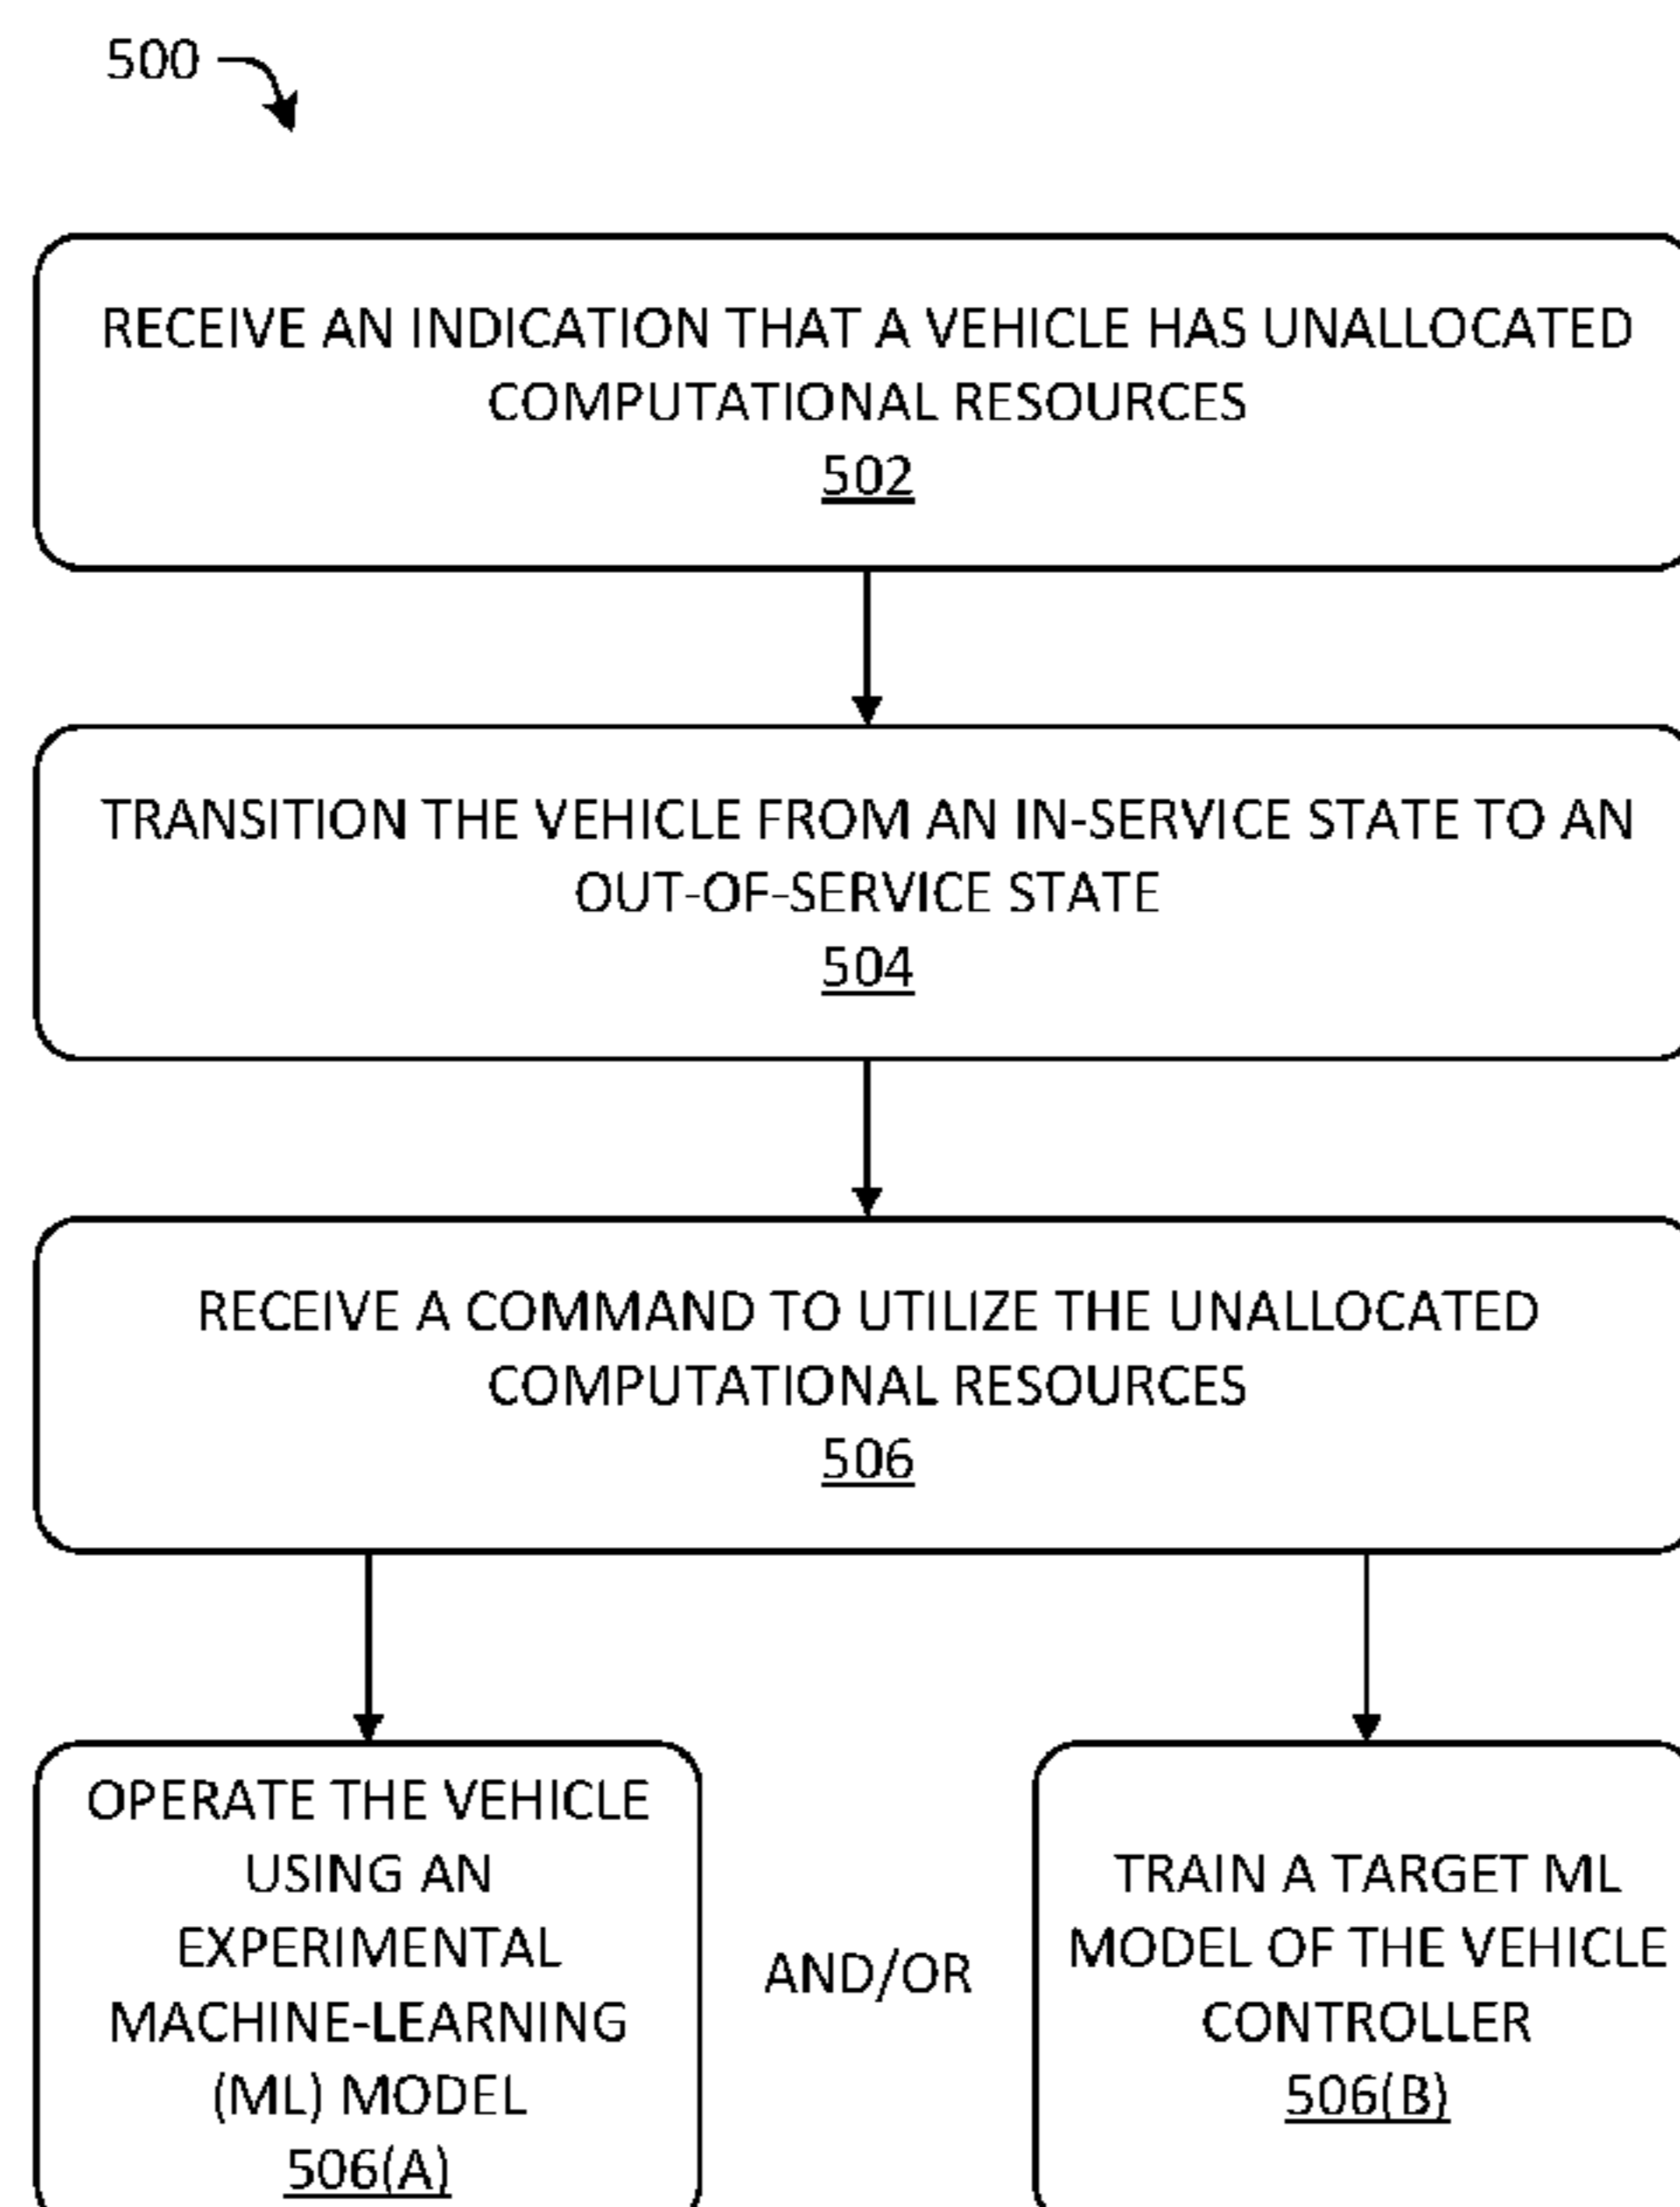 500
RECEIVE AN INDICATION THAT A VEHICLE HAS UNALLOCATED
COMPUTATIONAL RESOURCES
502
TRANSITION THE VEHICLE FROM AN IN-SERVICE STATE TO AN
OUT-OF-SERVICE STATE
504
RECEIVE A COMMAND TO UTILIZE THE UNALLOCATED
COMPUTATIONAL RESOURCES
506
OPERATE THE VEHICLE
USING AN
EXPERIMENTAL
MACHINE-LEARNING
(ML) MODEL
506(A)
AND/OR
TRAIN A TARGET ML
MODEL OF THE VEHICLE
CONTROLLER
506(B)